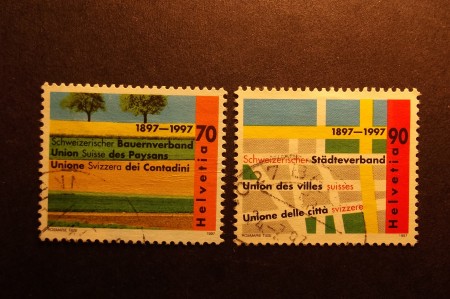 1897–1997
70
Schweizerischer Bauernverband
Union Suisse des Paysans
Unione Svizzera dei Contadini
Helvetia
1897–1997
90
Schweizerischer Städteverband
Union des villes suisses
Unione delle città svizzere
Helvetia